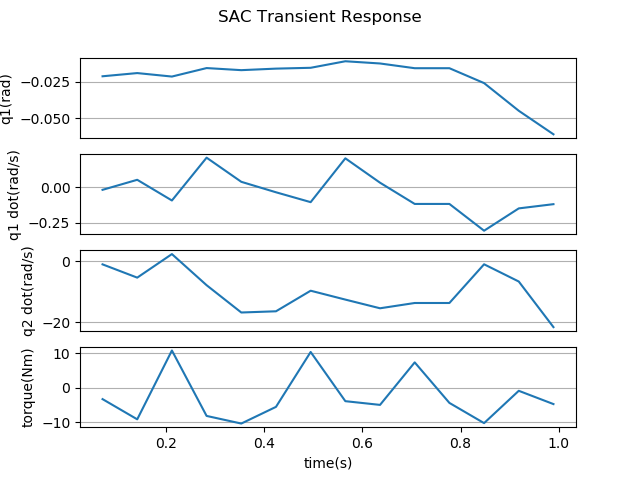 SAC Transient Response
q1(rad)
−0.025
−0.050
q1 dot(rad/s)
0.00
−0.25
q2 dot(rad/s)
0
−20
torque(Nm)
10
0
−10
0.2 0.4 0.6 0.8 1.0
time(s)